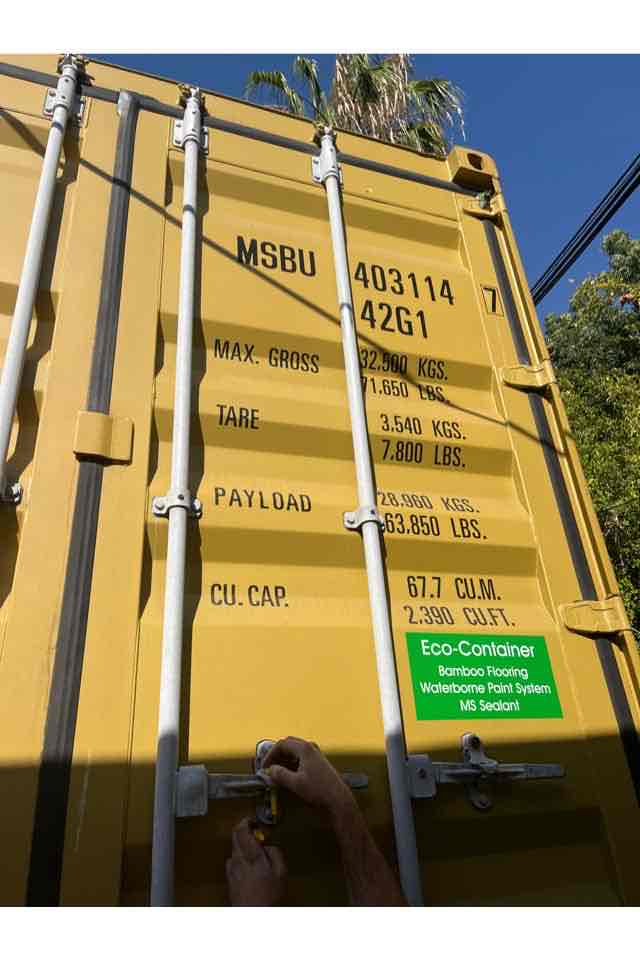 MSBU 403114 7
42G1
MAX. GROSS 32,500 KGS.
71,650 LBS.
TARE 3,540 KGS.
7,800 LBS.
PAYLOAD 28,960 KGS.
63,850 LBS.
CU. CAP. 67.7 CU.M.
2,390 CU.FT.
Eco-Container
Bamboo Flooring
Waterborne Paint System
MS Sealant